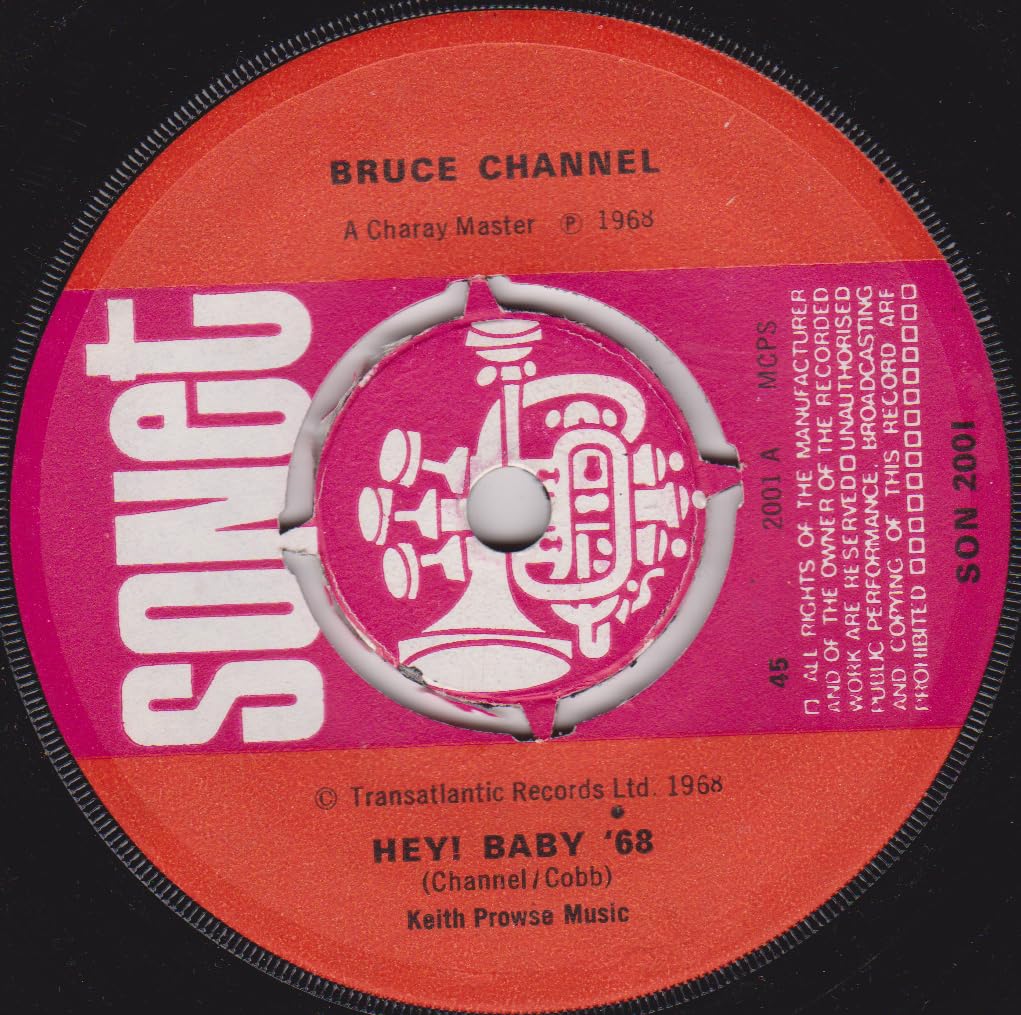 BRUCE CHANNEL
A Charay Master ℗ 1968
sonet
MCPS
2001 A
45
ALL RIGHTS OF THE MANUFACTURER
AND OF THE OWNER OF THE RECORDED
WORK ARE RESERVED UNAUTHORISED
PUBLIC PERFORMANCE. BROADCASTING
AND COPYING OF THIS RECORD ARE
PROHIBITED
SON 2001
© Transatlantic Records Ltd. 1968
HEY! BABY '68
(Channel/Cobb)
Keith Prowse Music